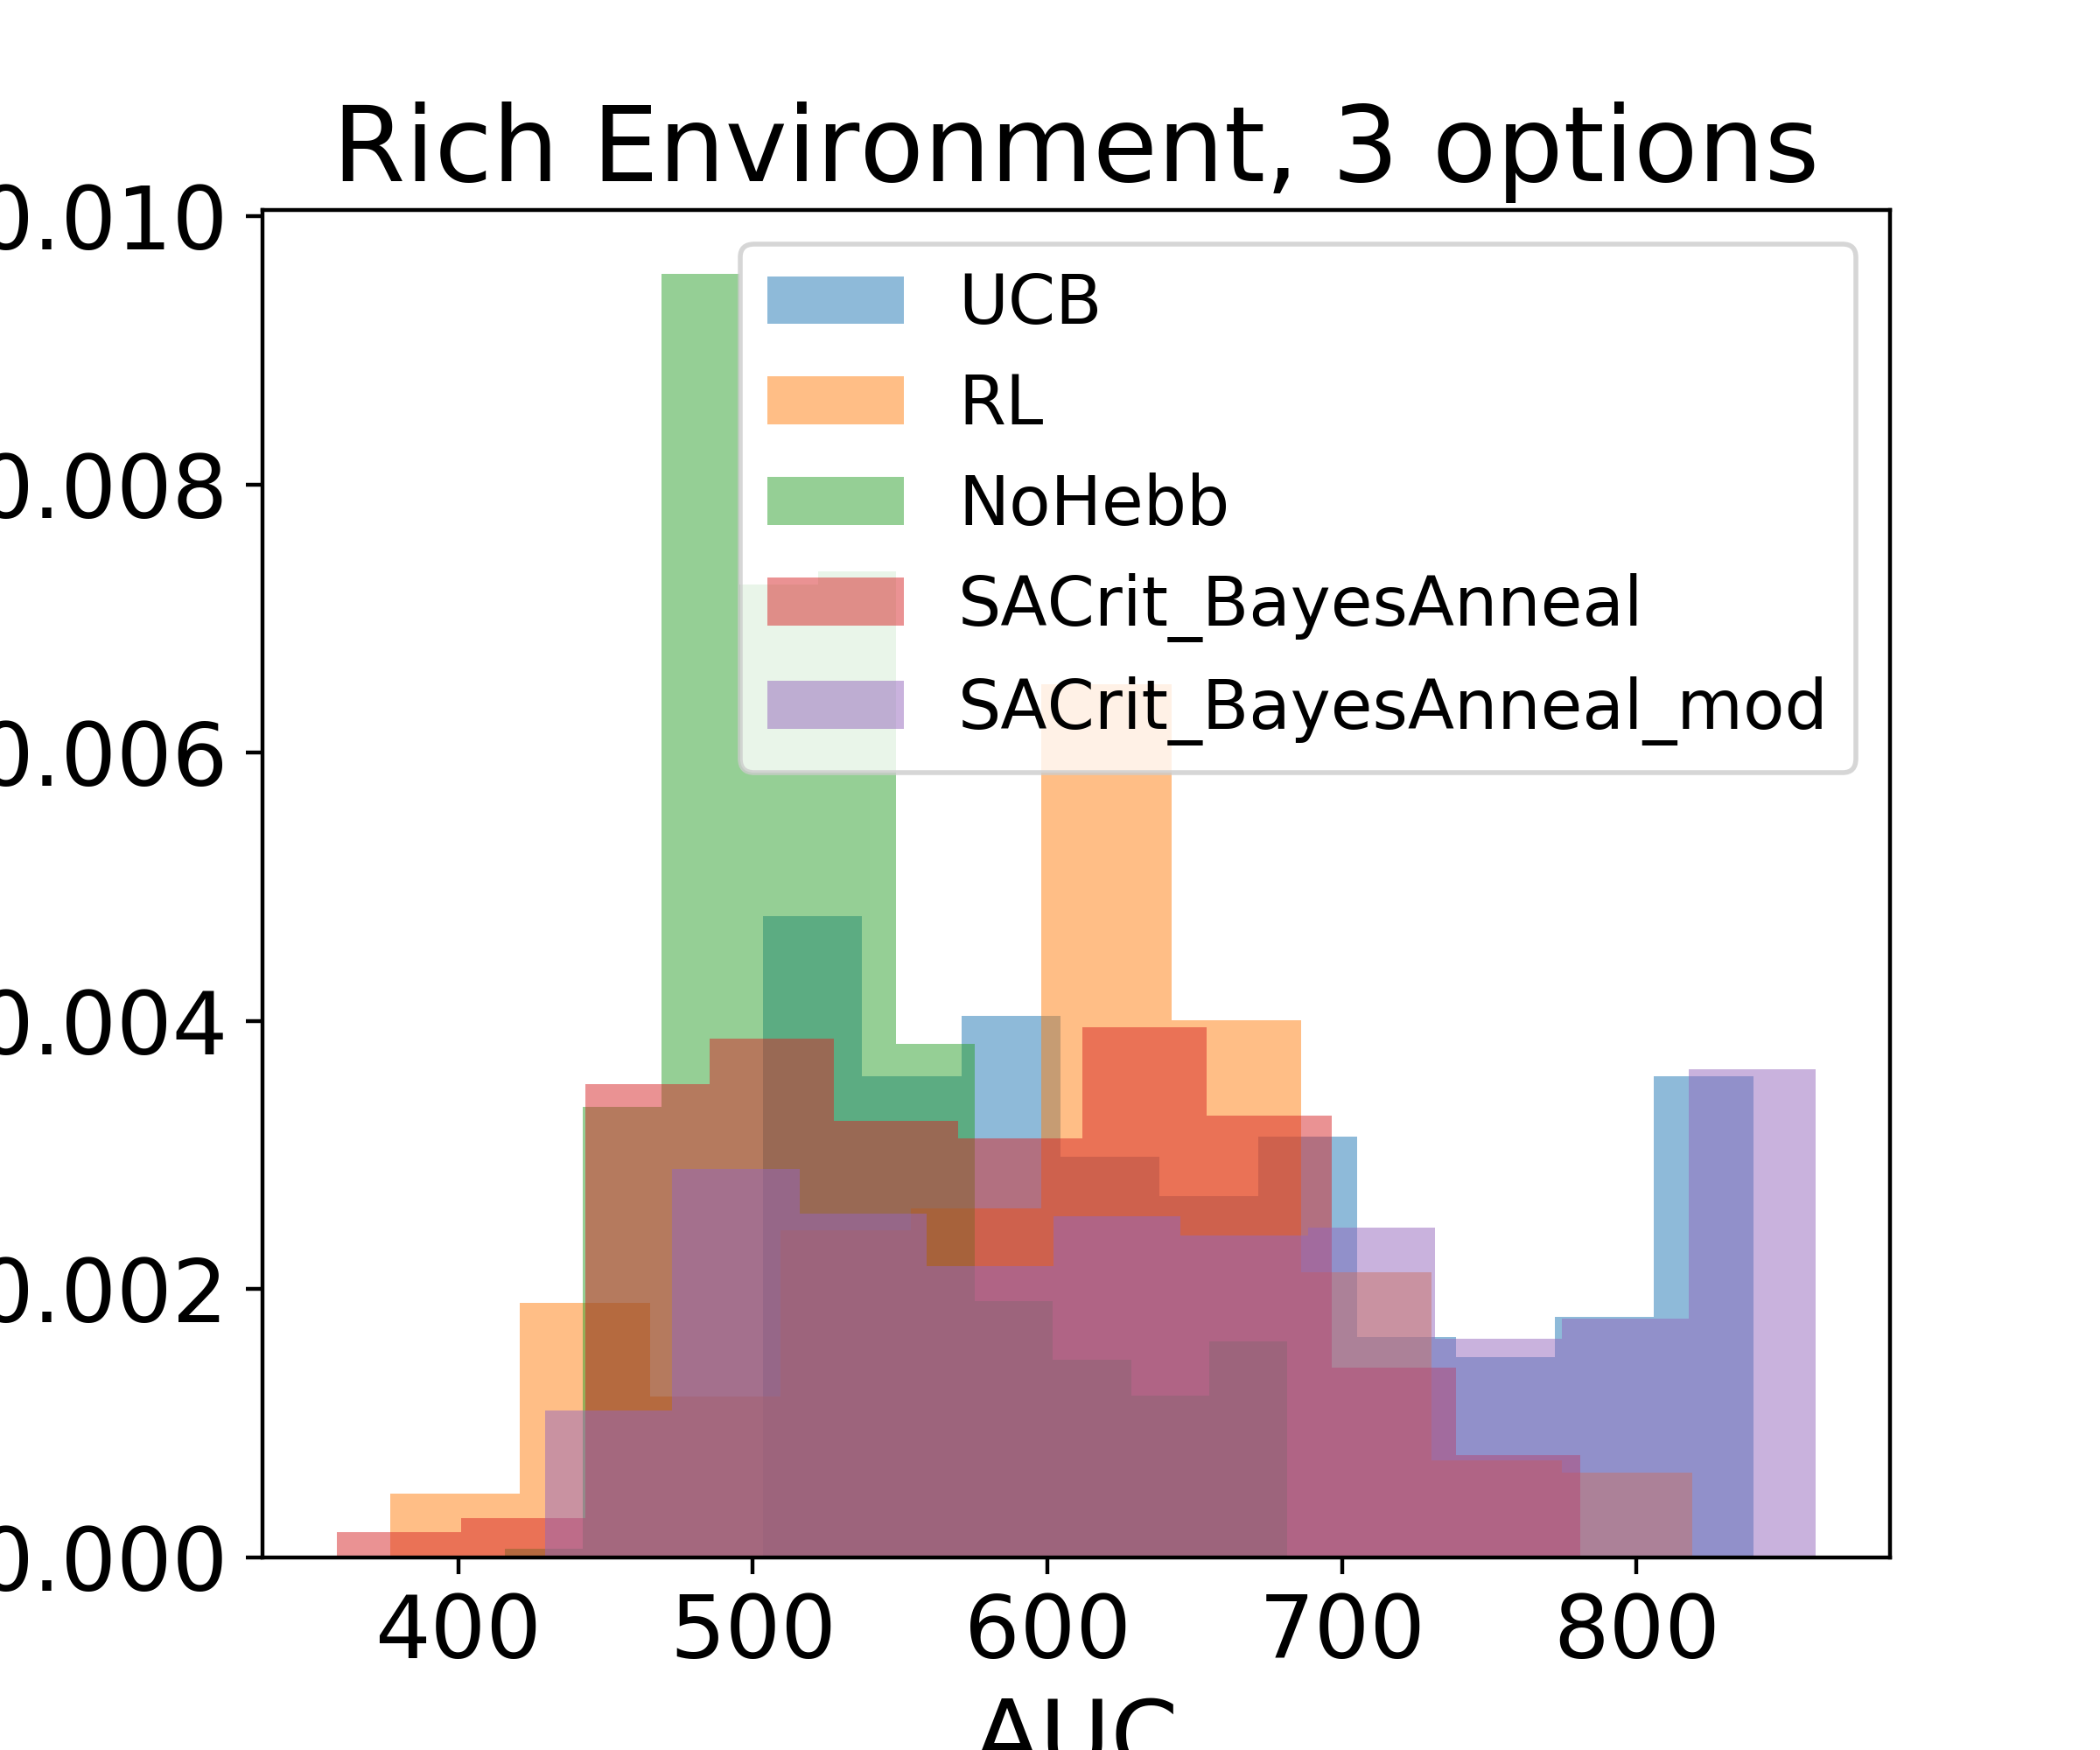 Rich Environment, 3 options
0.010
0.008
0.006
0.004
0.002
0.000
UCB
RL
NoHebb
SACrit_BayesAnneal
SACrit_BayesAnneal_mod
400 500 600 700 800
AUC